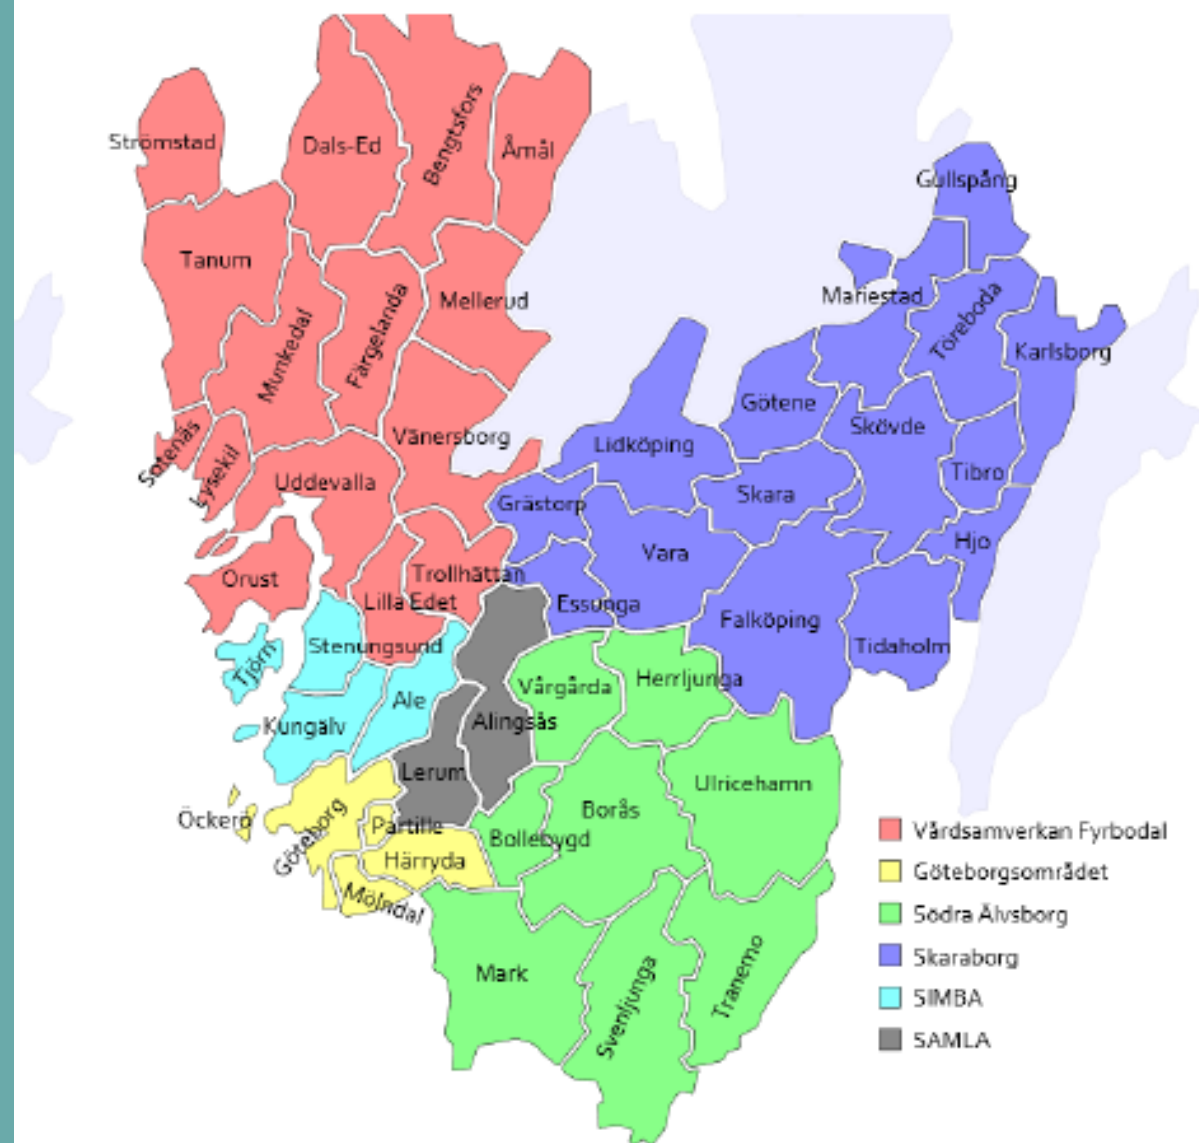 Strömstad
Dals-Ed
Bengtsfors
Åmål
Gullspång
Tanum
Mellerud
Mariestad
Töreboda
Karlsborg
Munkedal
Färgelanda
Götene
Skövde
Vänersborg
Lidköping
Sotenäs
Lysekil
Uddevalla
Grästorp
Skara
Tibro
Vara
Hjo
Orust
Trollhättan
Lilla Edet
Essunga
Falköping
Tidaholm
Stenungsund
Tjörn
Ale
Vårgårda
Herrljunga
Kungälv
Alingsås
Lerum
Ulricehamn
Öckerö
Göteborg
Partille
Borås
Bollebygd
Härryda
Mölndal
Mark
Svenljunga
Tranemo
Vårdsamverkan Fyrbodal
Göteborgsområdet
Södra Älvsborg
Skaraborg
SIMBA
SAMLA